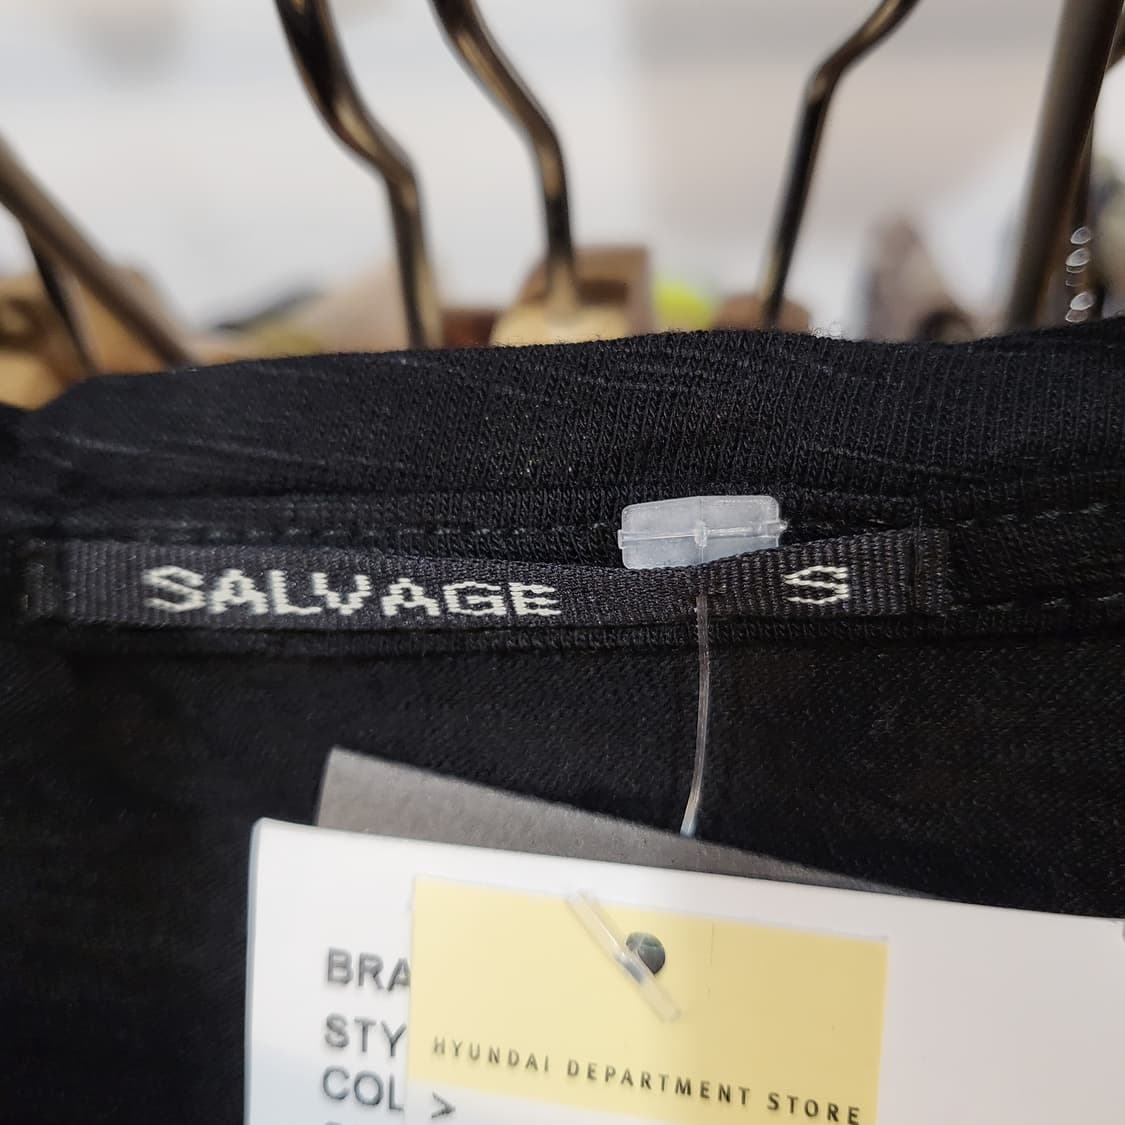 SALVAGE S
BRA
STY
COL
HYUNDAI DEPARTMENT STORE
>